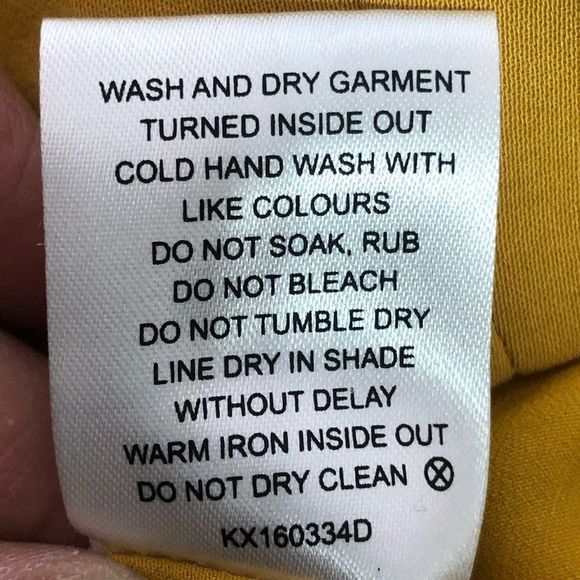 WASH AND DRY GARMENT
TURNED INSIDE OUT
COLD HAND WASH WITH
LIKE COLOURS
DO NOT SOAK, RUB
DO NOT BLEACH
DO NOT TUMBLE DRY
LINE DRY IN SHADE
WITHOUT DELAY
WARM IRON INSIDE OUT
DO NOT DRY CLEAN
KX160334D